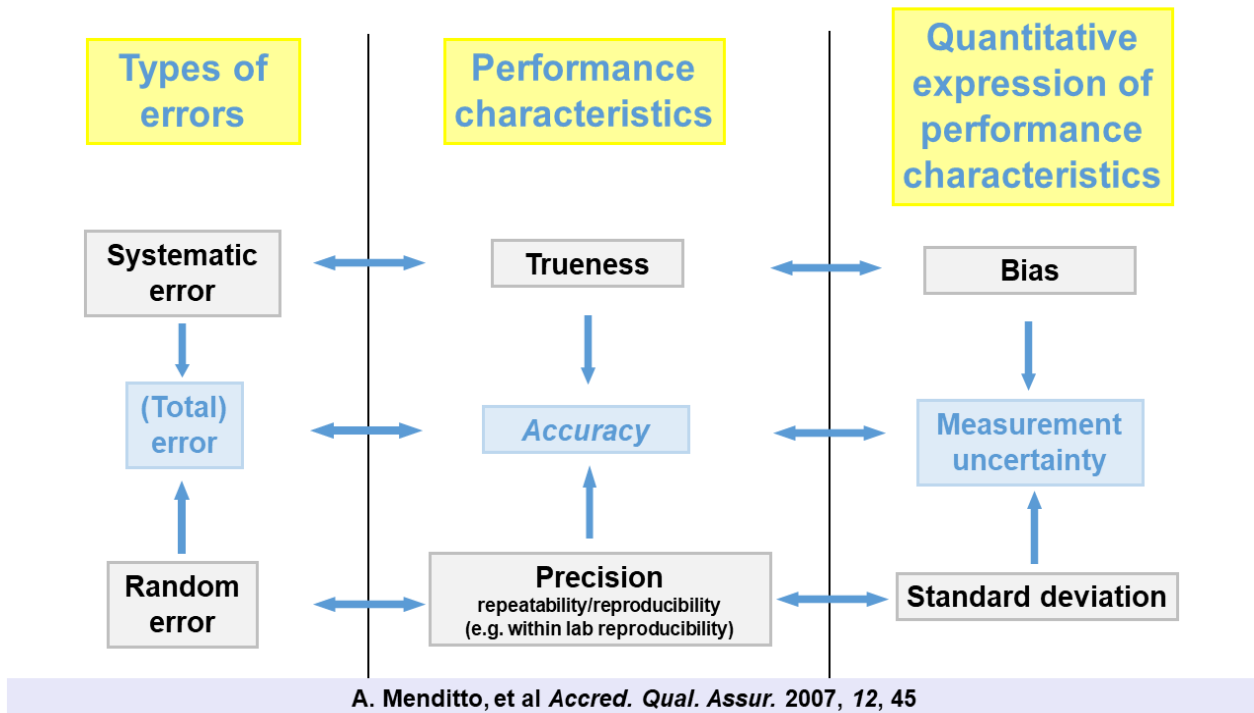 Types of
errors
Performance
characteristics
Quantitative
expression of
performance
characteristics
Systematic
error
Trueness
Bias
(Total)
error
Accuracy
Measurement
uncertainty
Random
error
Precision
repeatability/reproducibility
(e.g. within lab reproducibility)
Standard deviation
A. Menditto, et al Accred. Qual. Assur. 2007, 12, 45